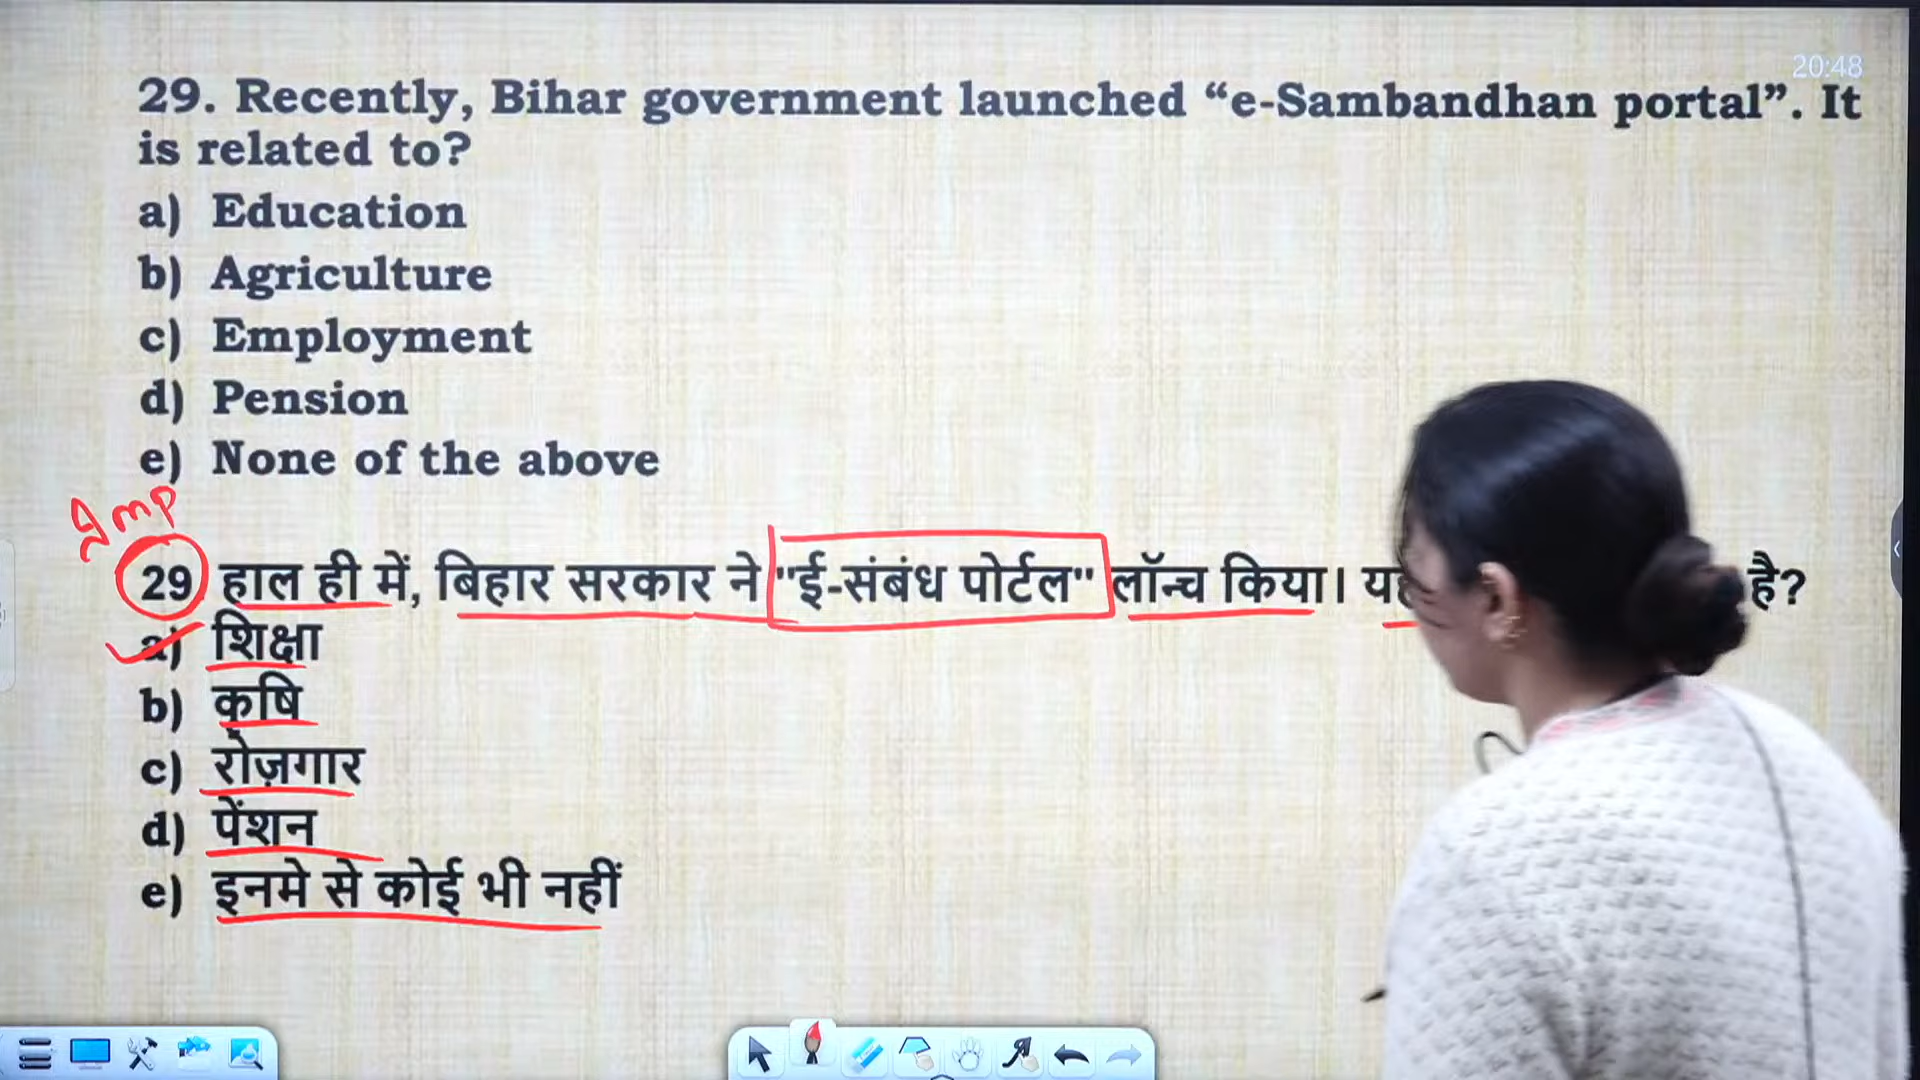 20:48
29. Recently, Bihar government launched “e-Sambandhan portal”. It
is related to?
a) Education
b) Agriculture
c) Employment
d) Pension
e) None of the above
Imp
29 हाल ही में, बिहार सरकार ने "ई-संबंध पोर्टल" लॉन्च किया। है?
a) शिक्षा
b) कृषि
c) रोज़गार
d) पेंशन
e) इनमे से कोई भी नहीं